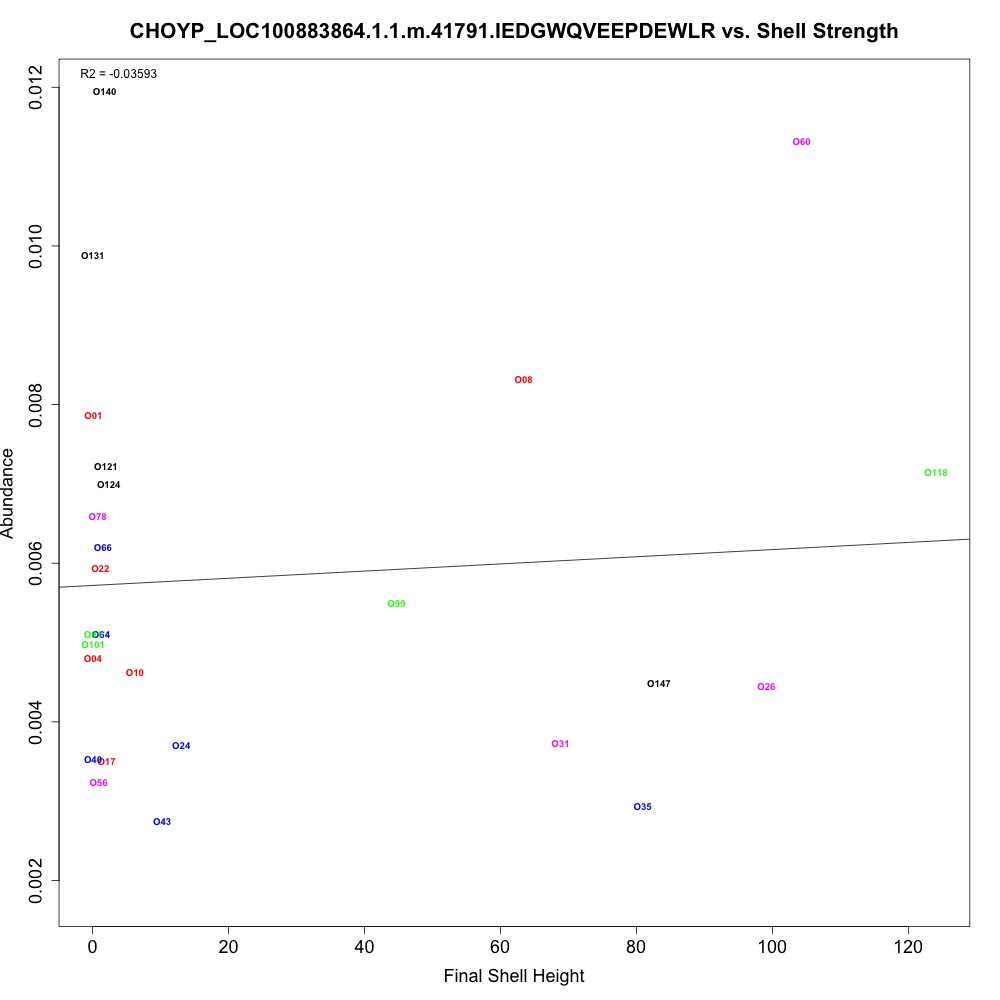 CHOYP_LOC100883864.1.1.m.41791.IEDGWQVEEPDEWLR vs. Shell Strength
R2 = -0.03593
O140
O60
O131
O08
O01
O121
O118
O124
O78
O66
O22
O99
O64
O101
O04
O10
O147
O26
O24
O31
O40
O17
O56
O35
O43
0.012
0.010
0.008
0.006
0.004
0.002
Abundance
0 20 40 60 80 100 120
Final Shell Height